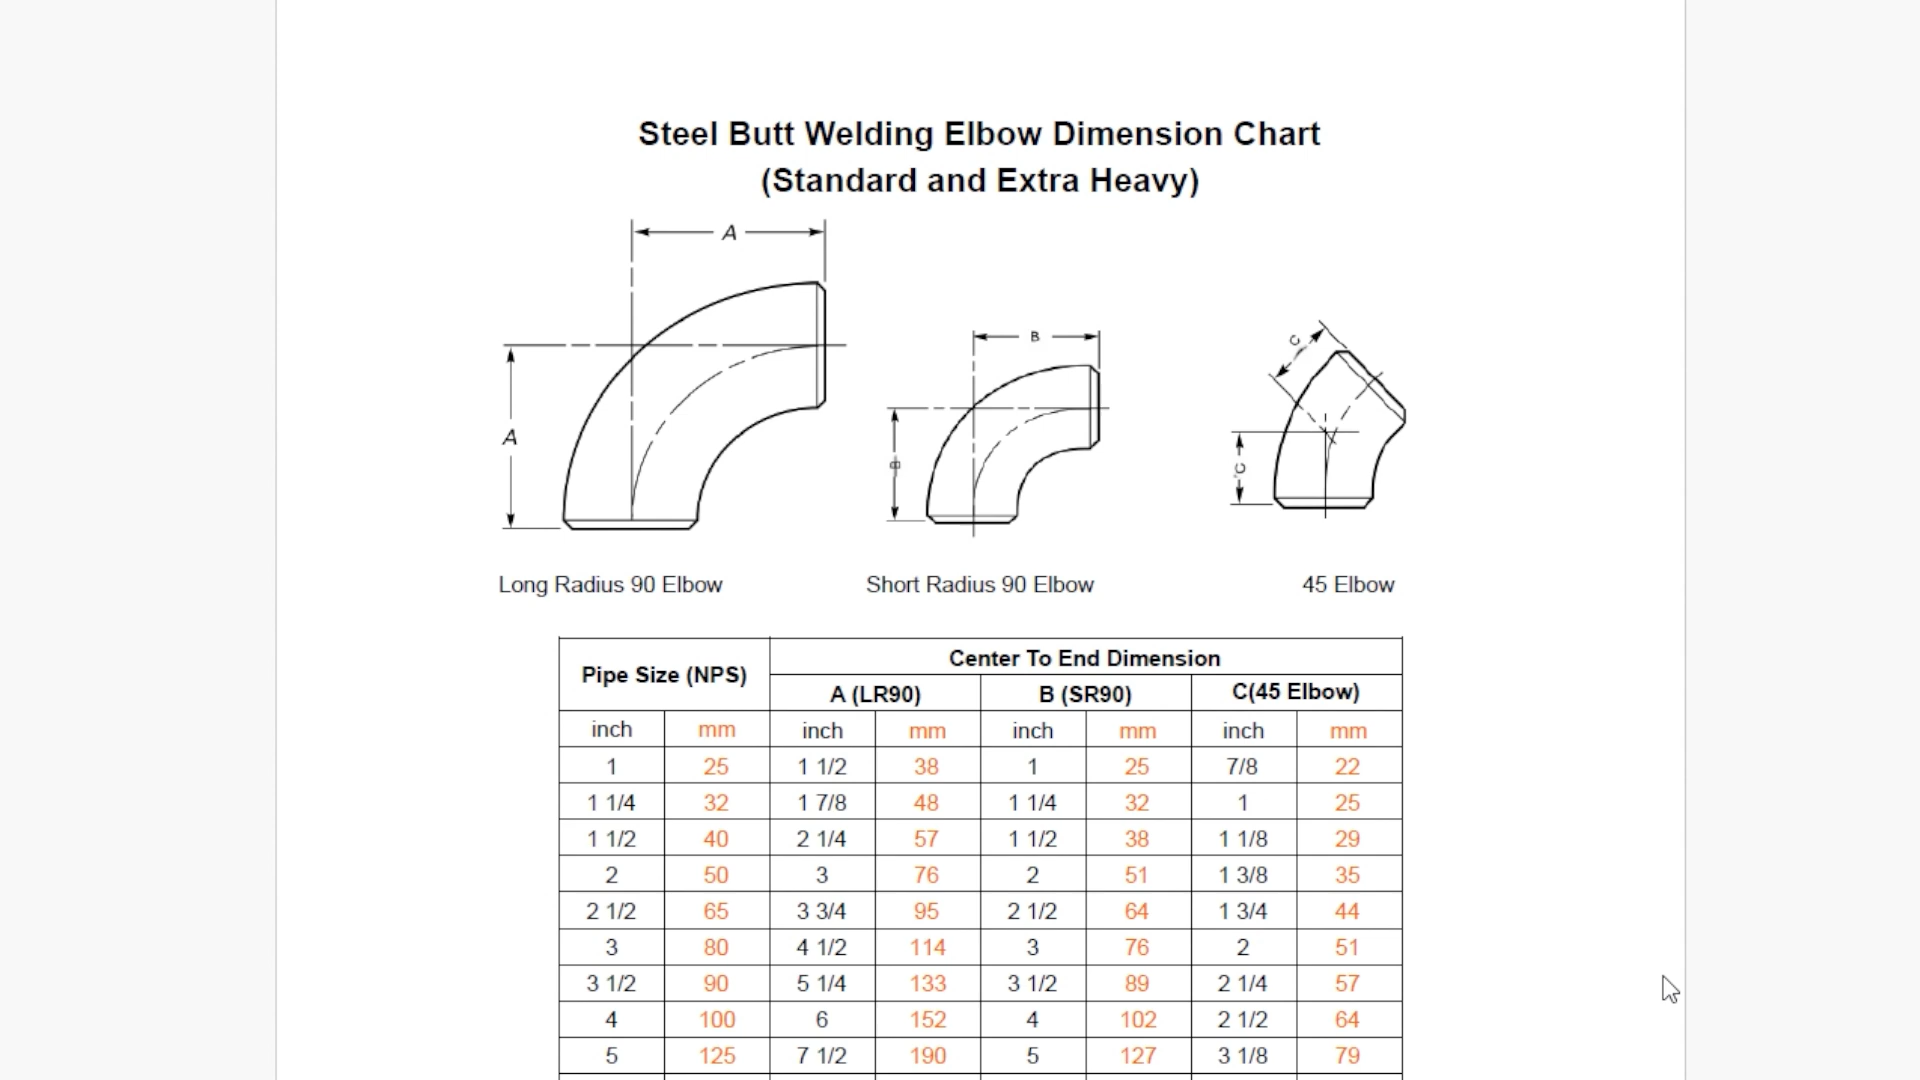 Steel Butt Welding Elbow Dimension Chart
(Standard and Extra Heavy)
A
A
B
B
C
C
Long Radius 90 Elbow Short Radius 90 Elbow 45 Elbow
Pipe Size (NPS) Center To End Dimension
A (LR90) B (SR90) C(45 Elbow)
inch mm inch mm inch mm inch mm
1 25 1 1/2 38 1 25 7/8 22
1 1/4 32 1 7/8 48 1 1/4 32 1 25
1 1/2 40 2 1/4 57 1 1/2 38 1 1/8 29
2 50 3 76 2 51 1 3/8 35
2 1/2 65 3 3/4 95 2 1/2 64 1 3/4 44
3 80 4 1/2 114 3 76 2 51
3 1/2 90 5 1/4 133 3 1/2 89 2 1/4 57
4 100 6 152 4 102 2 1/2 64
5 125 7 1/2 190 5 127 3 1/8 79